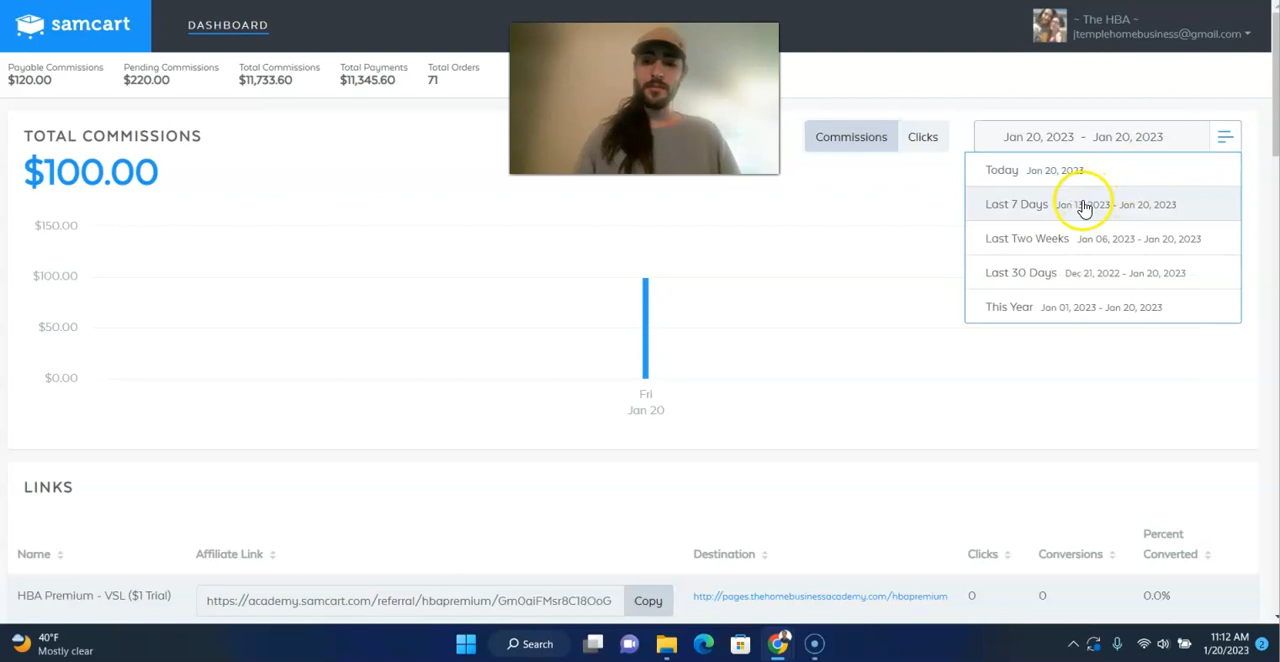 samcart
DASHBOARD
~ The HBA ~
jtemplehomebusiness@gmail.com
Payable Commissions
$120.00
Pending Commissions
$220.00
Total Commissions
$11,733.60
Total Payments
$11,345.60
Total Orders
71
TOTAL COMMISSIONS
$100.00
Commissions
Clicks
Jan 20, 2023 - Jan 20, 2023
Today Jan 20, 2023
Last 7 Days Jan 13, 2023 - Jan 20, 2023
Last Two Weeks Jan 06, 2023 - Jan 20, 2023
Last 30 Days Dec 21, 2022 - Jan 20, 2023
This Year Jan 01, 2023 - Jan 20, 2023
$150.00
$100.00
$50.00
$0.00
Fri
Jan 20
LINKS
Name
Affiliate Link
Destination
Clicks
Conversions
Percent
Converted
HBA Premium - VSL ($1 Trial)
https://academy.samcart.com/referral/hbapremium/Gm0aiFMsr8C18OoG
Copy
http://pages.thehomebusinessacademy.com/hbapremium
0
0
0.0%
40°F
Mostly clear
Search
11:12 AM
1/20/2023
2